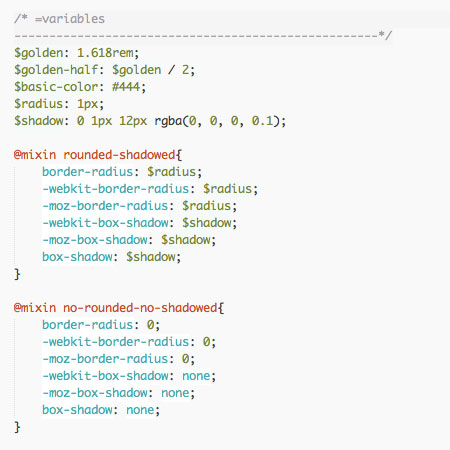 /* =variables
----------------------------------------------------*/
$golden: 1.618rem;
$golden-half: $golden / 2;
$basic-color: #444;
$radius: 1px;
$shadow: 0 1px 12px rgba(0, 0, 0, 0.1);
@mixin rounded-shadowed{
border-radius: $radius;
-webkit-border-radius: $radius;
-moz-border-radius: $radius;
-webkit-box-shadow: $shadow;
-moz-box-shadow: $shadow;
box-shadow: $shadow;
}
@mixin no-rounded-no-shadowed{
border-radius: 0;
-webkit-border-radius: 0;
-moz-border-radius: 0;
-webkit-box-shadow: none;
-moz-box-shadow: none;
box-shadow: none;
}